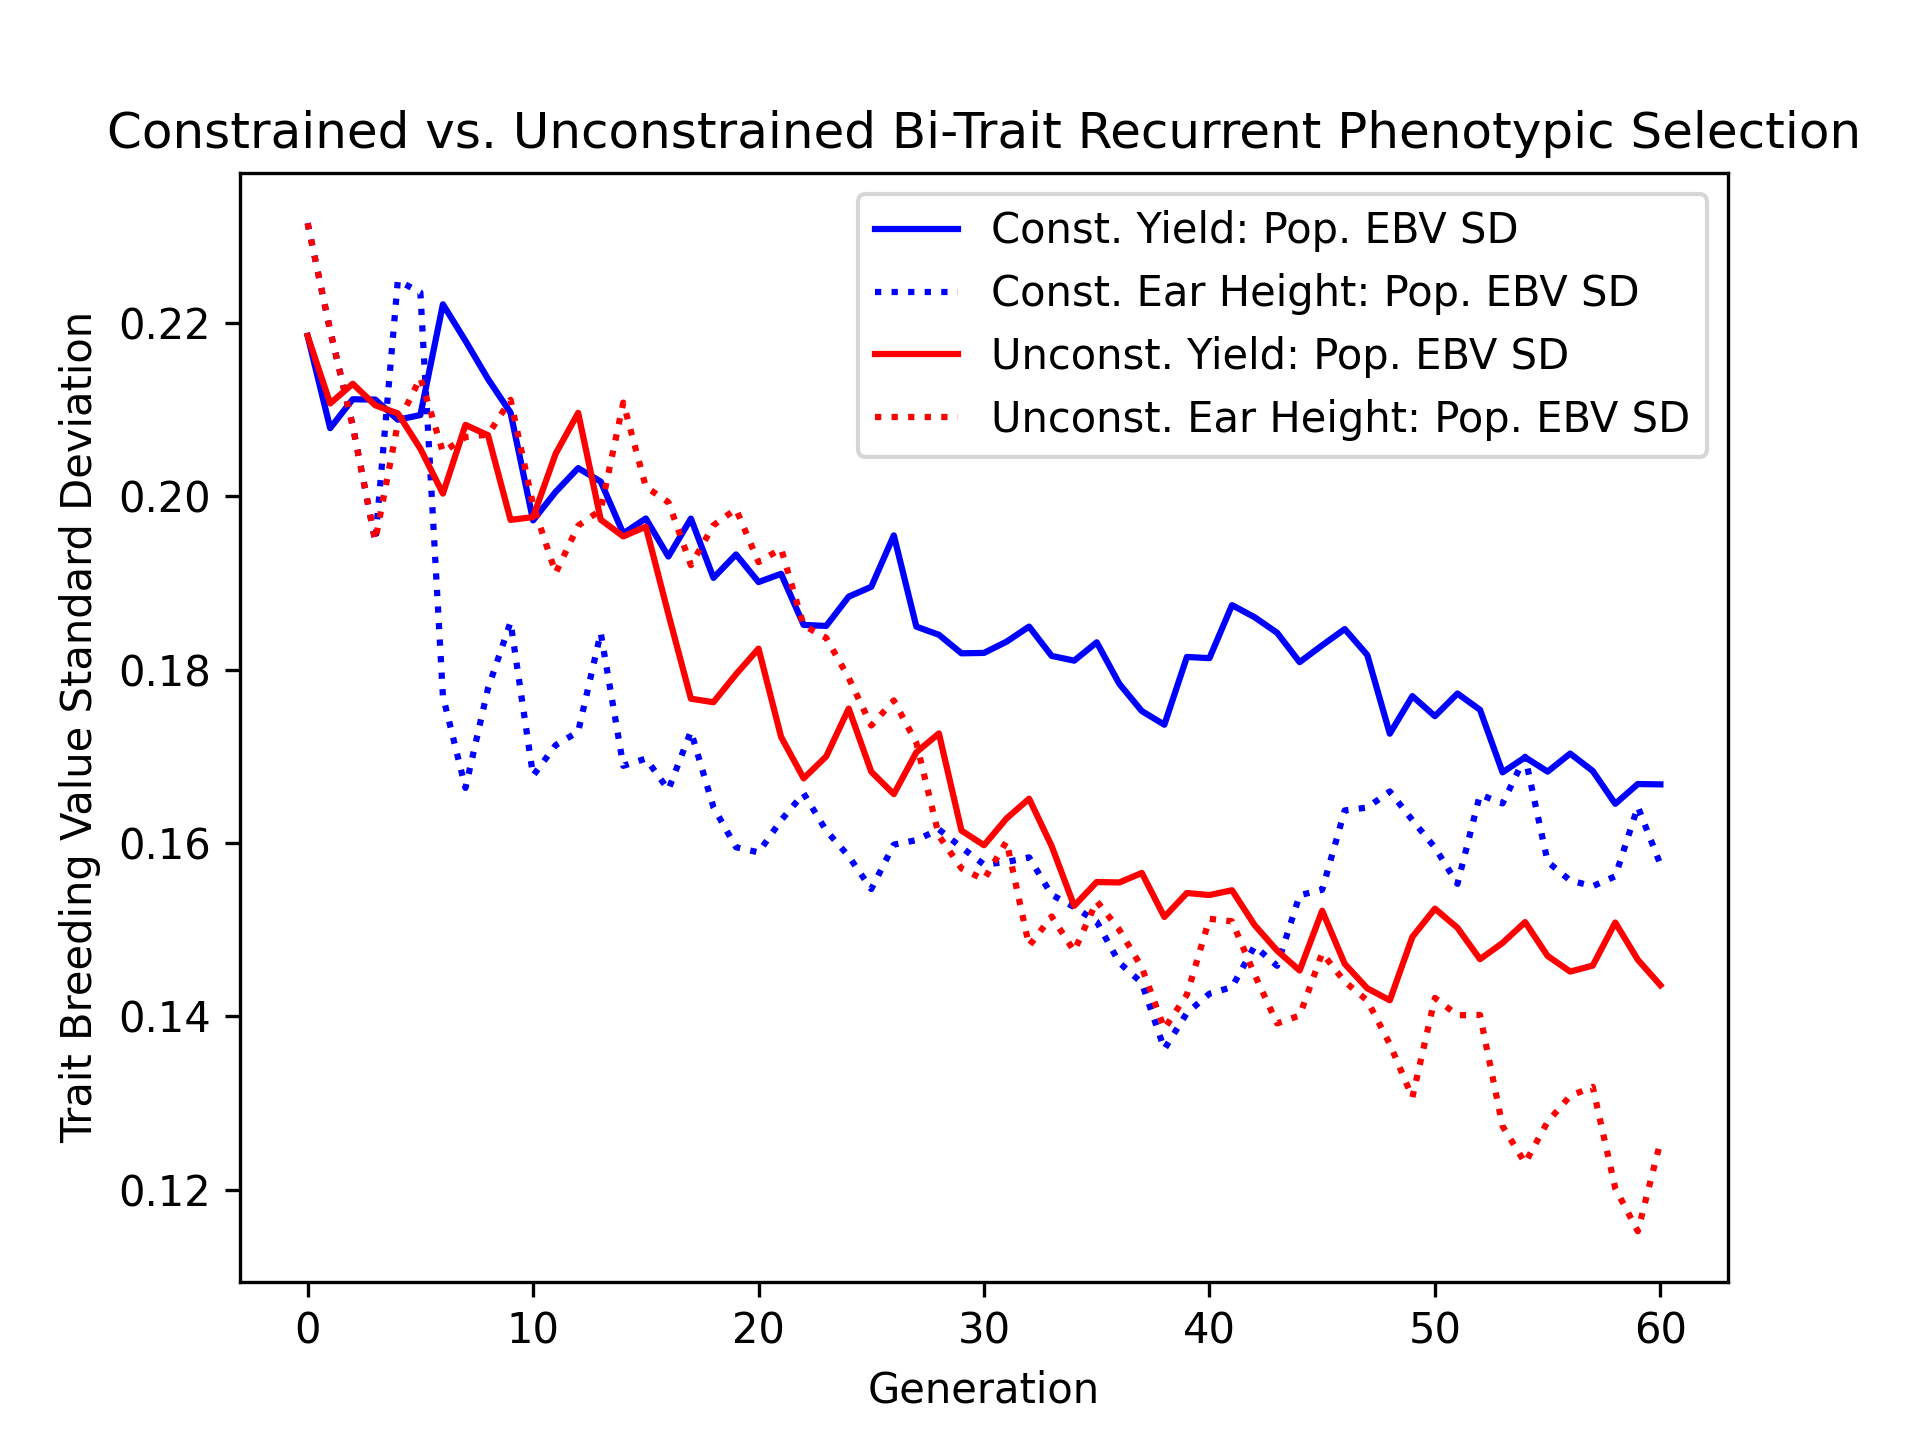 Constrained vs. Unconstrained Bi-Trait Recurrent Phenotypic Selection
Const. Yield: Pop. EBV SD
Const. Ear Height: Pop. EBV SD
Unconst. Yield: Pop. EBV SD
Unconst. Ear Height: Pop. EBV SD
Trait Breeding Value Standard Deviation
0.22
0.20
0.18
0.16
0.14
0.12
0 10 20 30 40 50 60
Generation